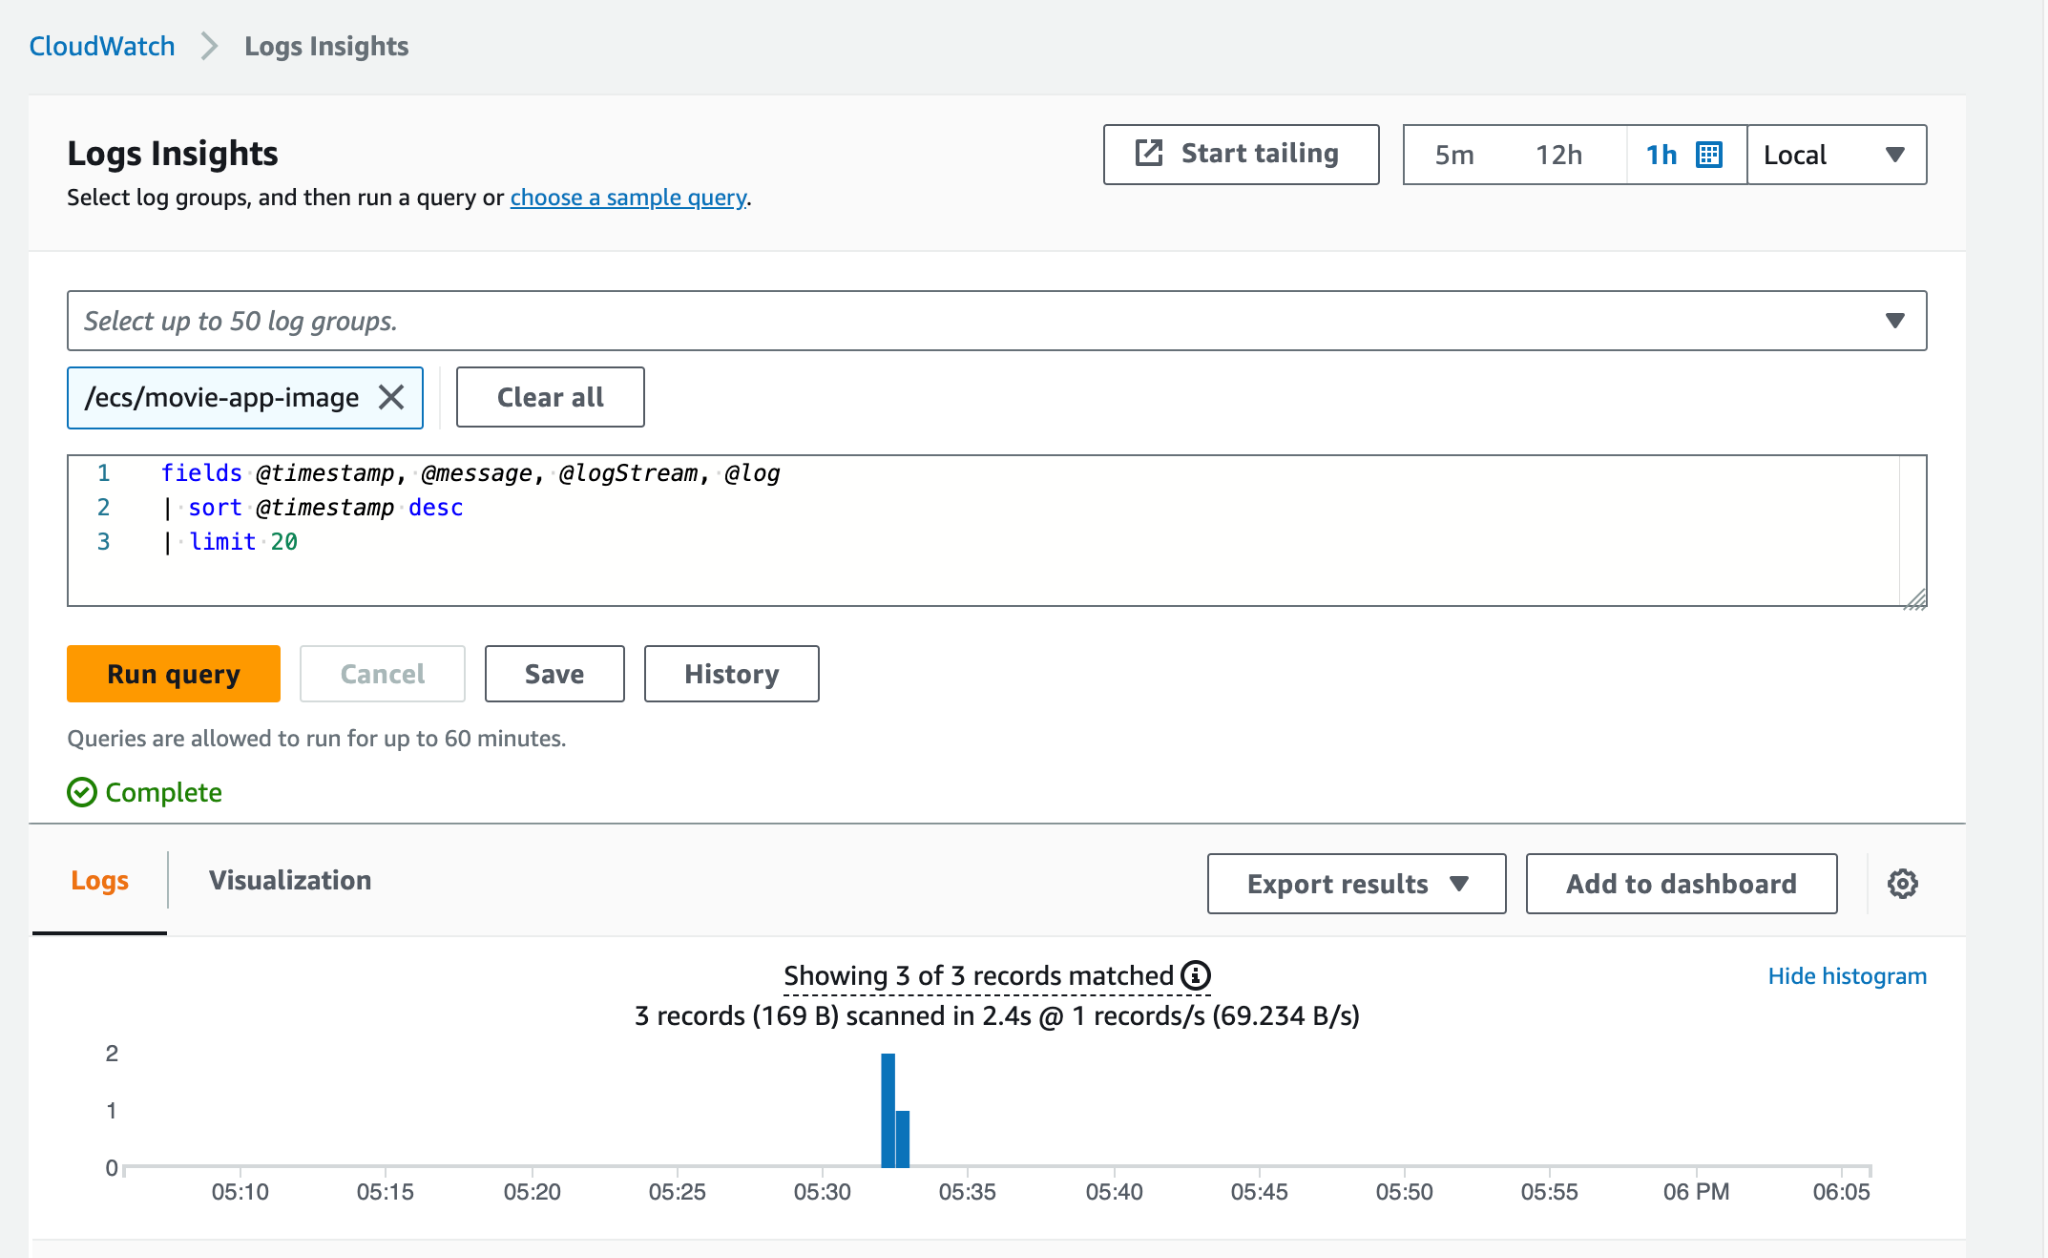 CloudWatch > Logs Insights
Logs Insights
Select log groups, and then run a query or choose a sample query.
Start tailing
5m 12h 1h Local
Select up to 50 log groups.
/ecs/movie-app-image
Clear all
1 fields @timestamp, @message, @logStream, @log
2 | sort @timestamp desc
3 | limit 20
Run query Cancel Save History
Queries are allowed to run for up to 60 minutes.
Complete
Logs Visualization Export results Add to dashboard
Showing 3 of 3 records matched
Hide histogram
3 records (169 B) scanned in 2.4s @ 1 records/s (69.234 B/s)
2
1
0
05:10 05:15 05:20 05:25 05:30 05:35 05:40 05:45 05:50 05:55 06 PM 06:05